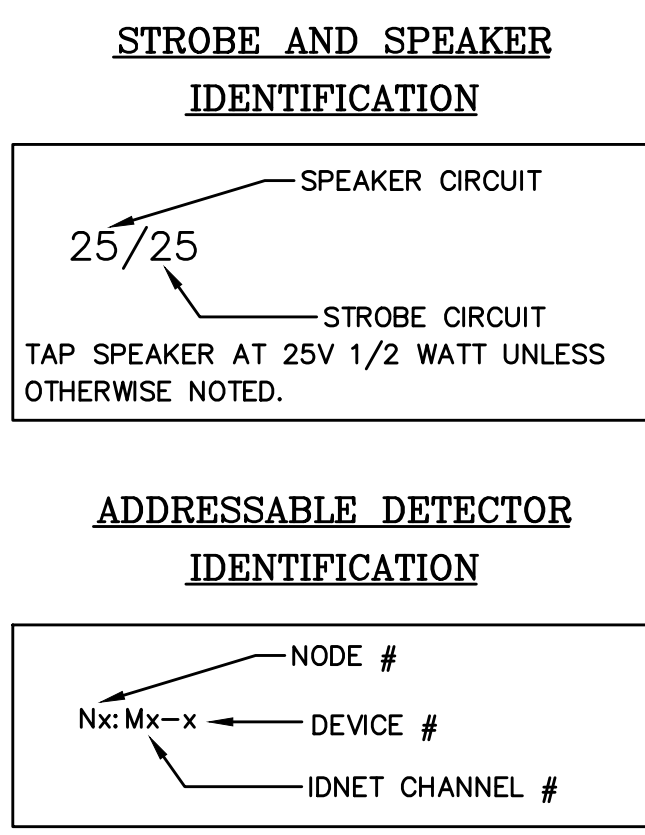 STROBE AND SPEAKER
IDENTIFICATION
SPEAKER CIRCUIT
25/25
STROBE CIRCUIT
TAP SPEAKER AT 25V 1/2 WATT UNLESS
OTHERWISE NOTED.
ADDRESSABLE DETECTOR
IDENTIFICATION
NODE #
Nx:Mx-x
DEVICE #
IDNET CHANNEL #